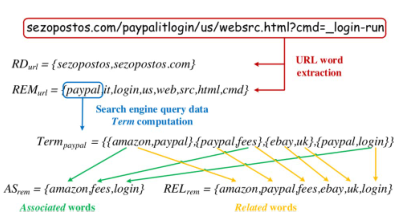 sezopostos.com/paypalitlogin/us/websrc.html?cmd=_login-run
RDurl = {sezopostos,sezopostos.com}
URL word
extraction
REMurl = {paypal,it,login,us,web,src,html,cmd}
Search engine query data
Term computation
Termpaypal = {{amazon,paypal},{paypal,fees},{ebay,uk},{paypal,login}}
ASrem = {amazon,fees,login} RELrem = {amazon,paypal,fees,ebay,uk,login}
Associated words Related words